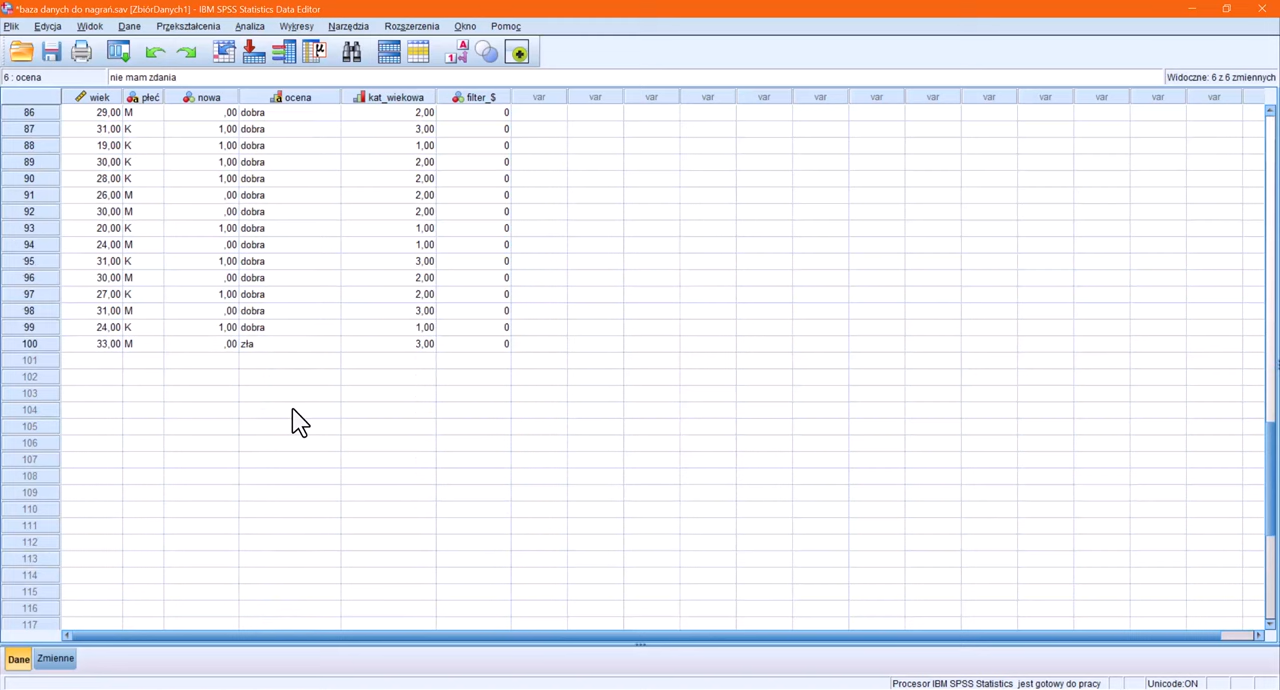 *baza danych do nagrań.sav [ZbiórDanych1] - IBM SPSS Statistics Data Editor
Plik Edycja Widok Dane Przekształcenia Analiza Wykresy Narzędzia Rozszerzenia Okno Pomoc
6 : ocena nie mam zdania Widoczne: 6 z 6 zmiennych
wiek płeć nowa ocena kat_wiekowa filter_$ var var var var var var var var var var var var var
86 29,00 M ,00 dobra 2,00 0
87 31,00 K 1,00 dobra 3,00 0
88 19,00 K 1,00 dobra 1,00 0
89 30,00 K 1,00 dobra 2,00 0
90 28,00 K 1,00 dobra 2,00 0
91 26,00 M ,00 dobra 2,00 0
92 30,00 M ,00 dobra 2,00 0
93 20,00 K 1,00 dobra 1,00 0
94 24,00 M ,00 dobra 1,00 0
95 31,00 K 1,00 dobra 3,00 0
96 30,00 M ,00 dobra 2,00 0
97 27,00 K 1,00 dobra 2,00 0
98 31,00 M ,00 dobra 3,00 0
99 24,00 K 1,00 dobra 1,00 0
100 33,00 M ,00 zła 3,00 0
101
102
103
104
105
106
107
108
109
110
111
112
113
114
115
116
117
Dane Zmienne
Procesor IBM SPSS Statistics jest gotowy do pracy Unicode:ON